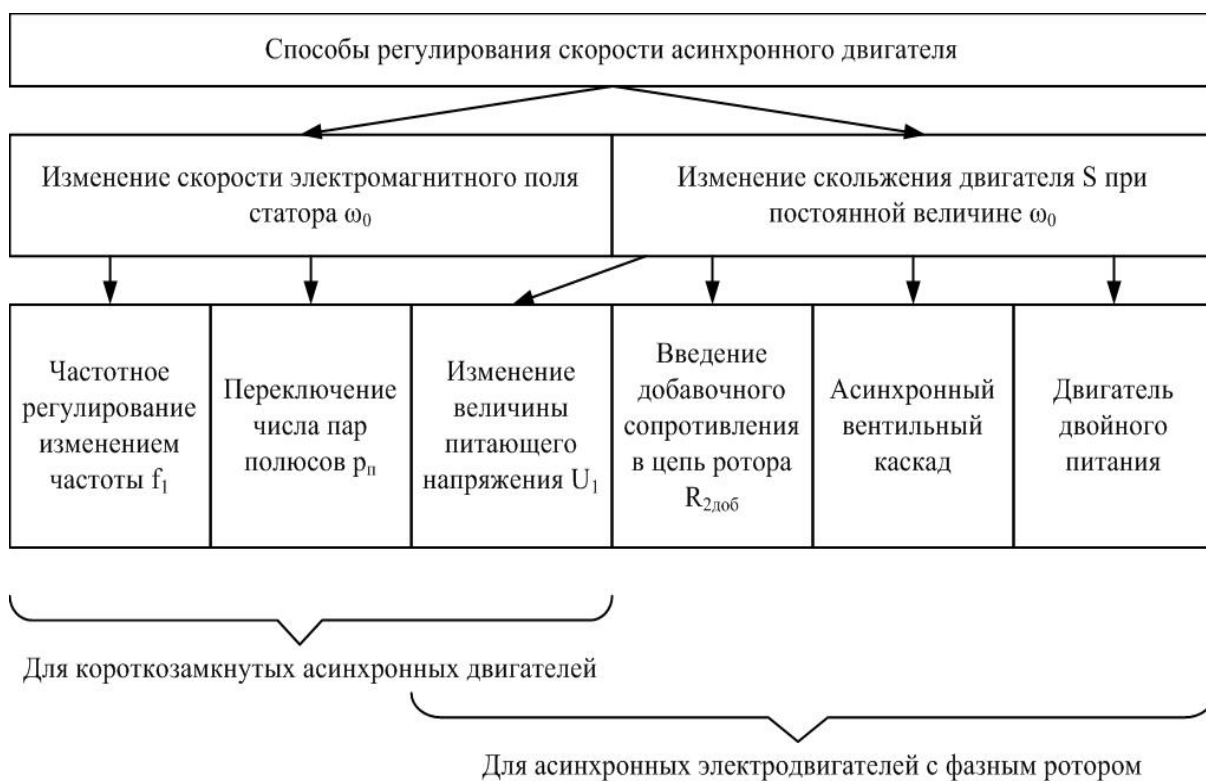 Способы регулирования скорости асинхронного двигателя
Изменение скорости электромагнитного поля
статора ω₀
Изменение скольжения двигателя S при
постоянной величине ω₀
Частотное
регулирование
изменением
частоты f₁
Переключение
числа пар
полюсов pₙ
Изменение
величины
питающего
напряжения U₁
Введение
добавочного
сопротивления
в цепь ротора
R₂доб
Асинхронный
вентильный
каскад
Двигатель
двойного
питания
Для короткозамкнутых асинхронных двигателей
Для асинхронных электродвигателей с фазным ротором